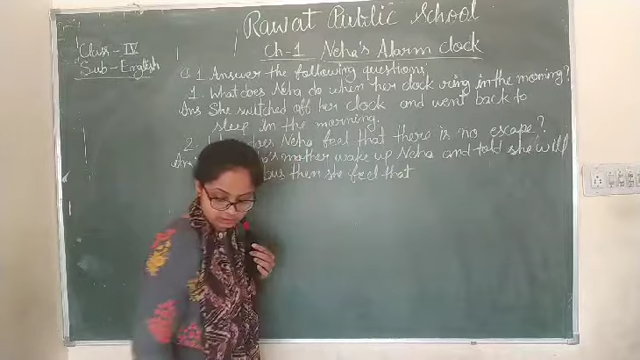 Rawat Public School
Class-IV
Sub-English
Ch-1 Neha's Alarm clock
Q1 Answer the following questions;
1. What does Neha do when her clock ring in the morning?
Ans She switched off her clock and went back to
sleep in the morning.
2. Neha feel that there is no escape?
Ans mother wake up Neha and told she will
bus then she feel that